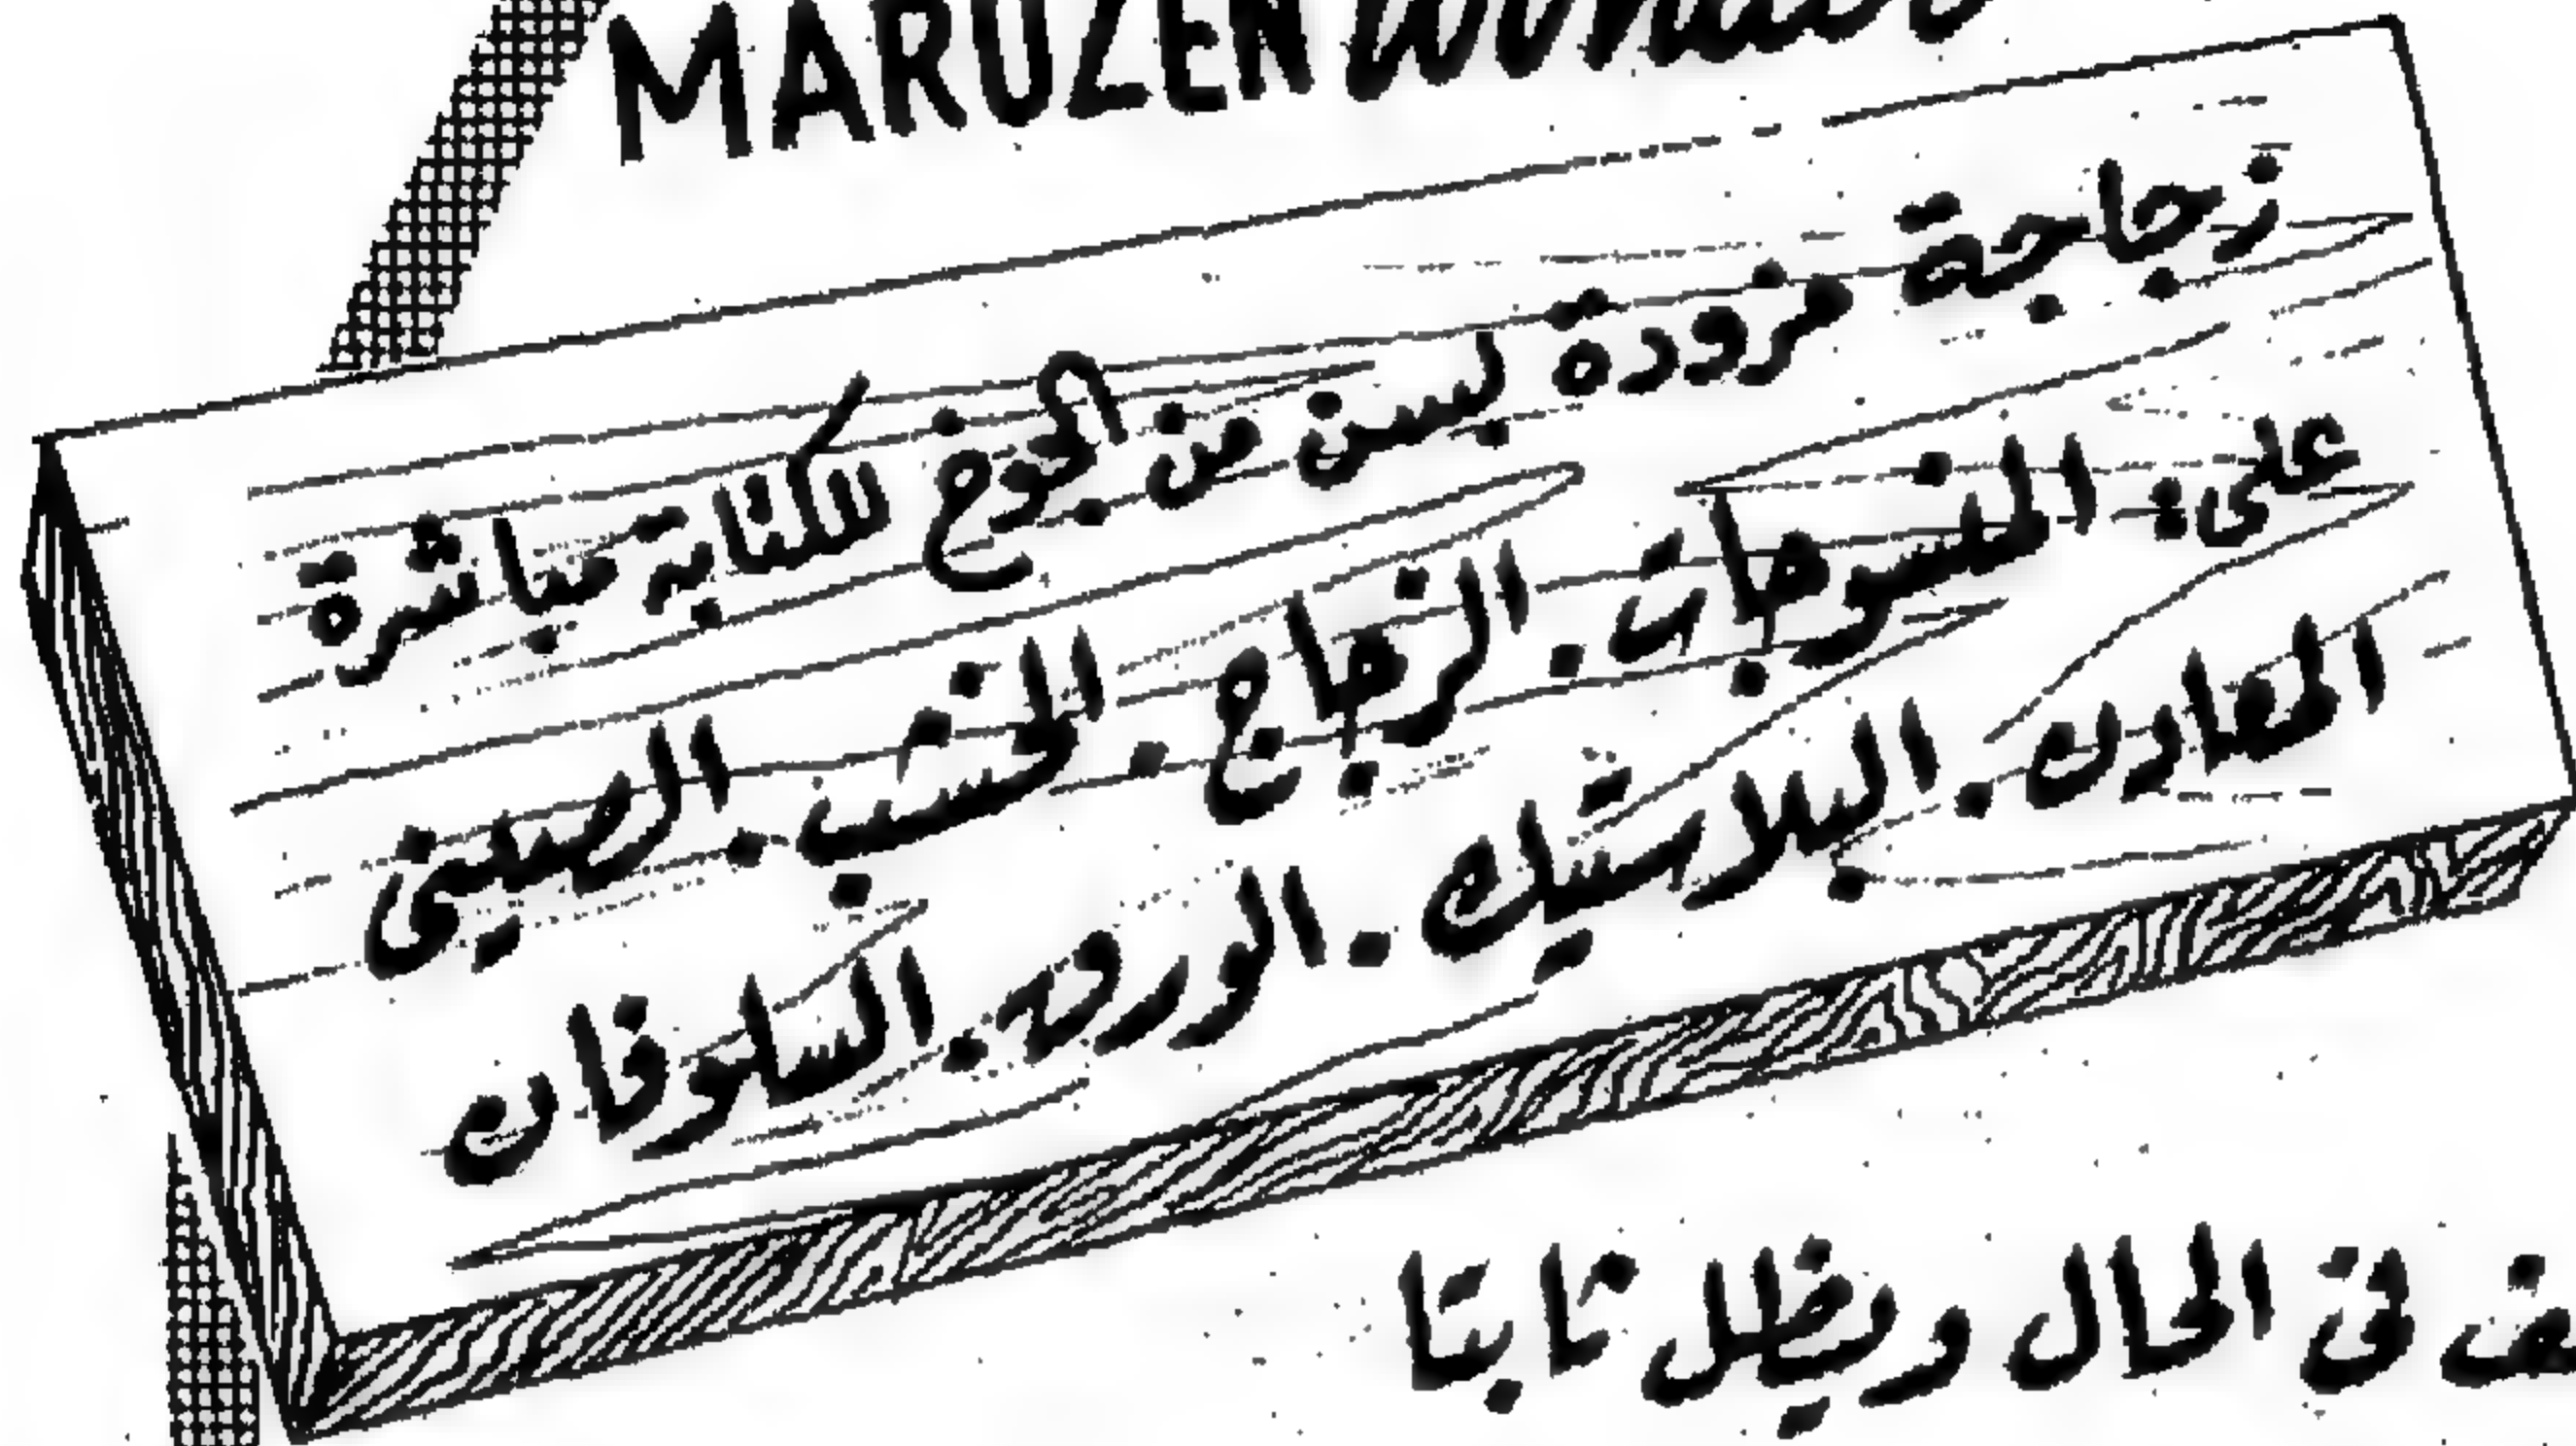 MARUZEN
زجاجة مزودة بسن من الجوخ للكتابة مباشرة
على: المنسوجات. الزجاج. الخشب. الصينى
المعادن. البلاستيك. الورق. السلوفان
فى الحال ويظل ثابتا